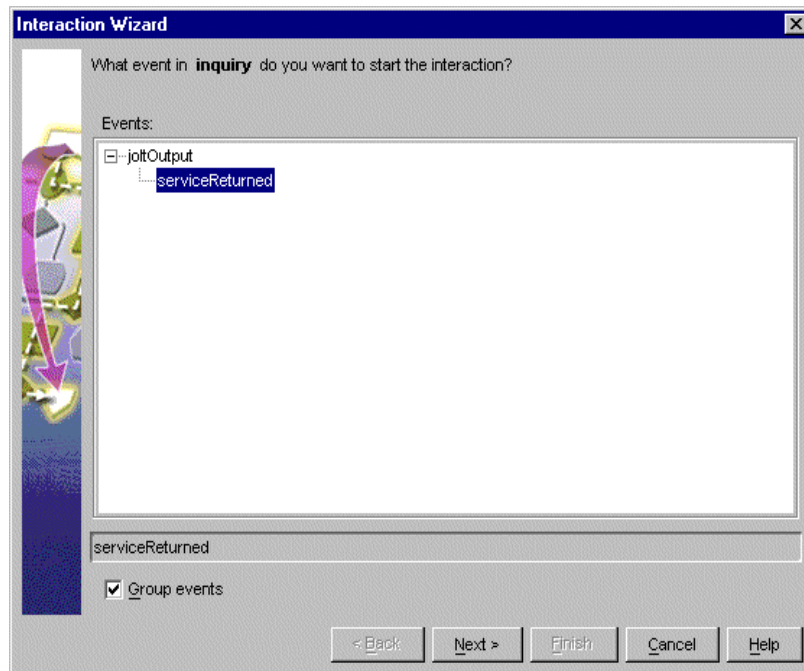 Interaction Wizard
What event in inquiry do you want to start the interaction?
Events:
joltOutput
serviceReturned
serviceReturned
Group events
< Back Next > Finish Cancel Help